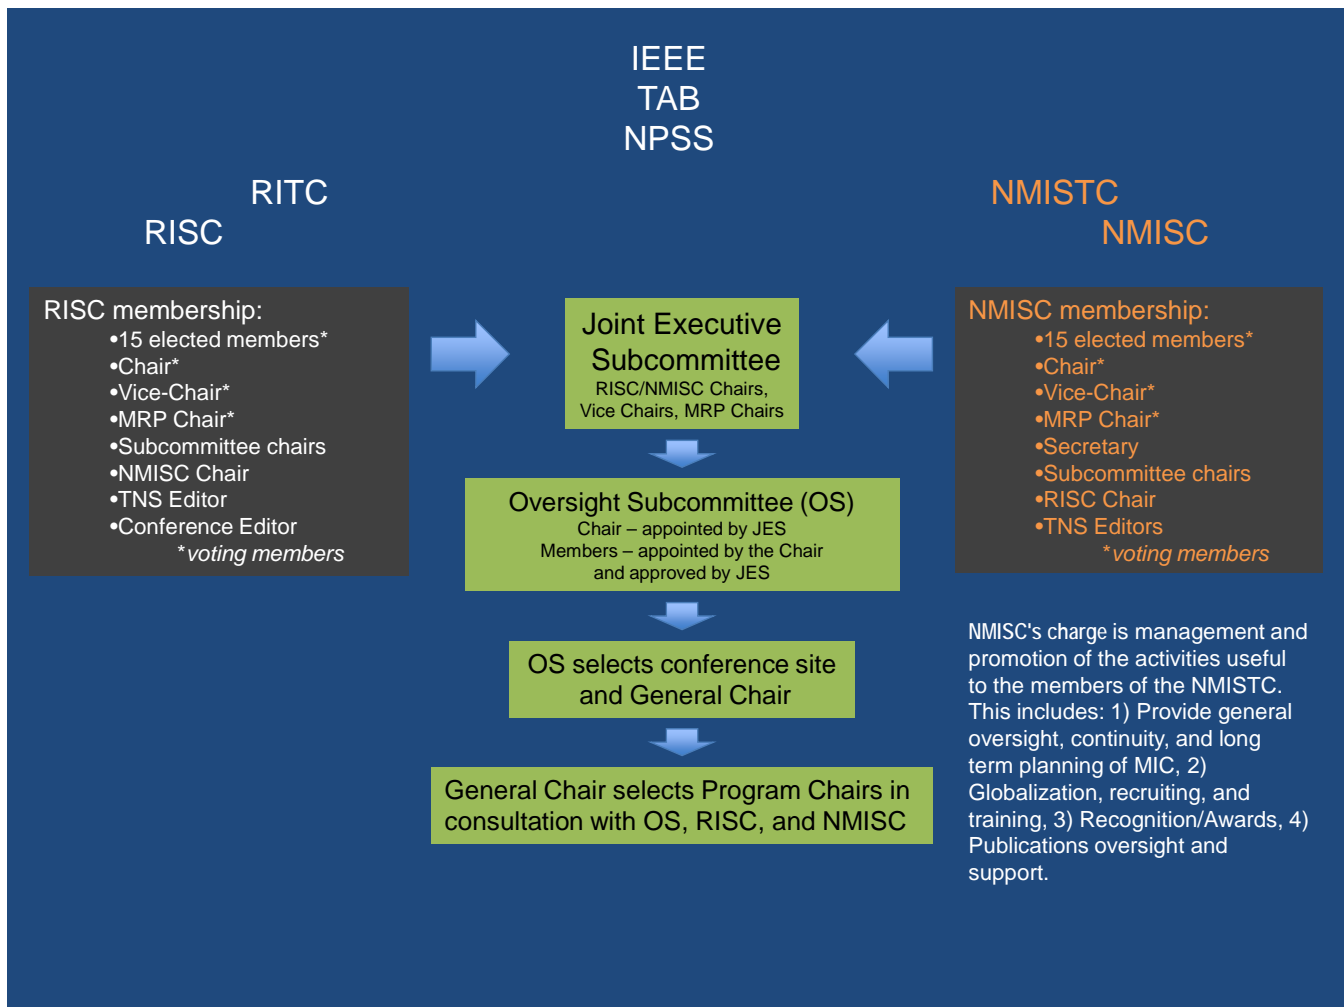 IEEE
TAB
NPSS
RITC
RISC
NMISTC
NMISC
RISC membership:
•15 elected members*
•Chair*
•Vice-Chair*
•MRP Chair*
•Subcommittee chairs
•NMISC Chair
•TNS Editor
•Conference Editor
*voting members
Joint Executive
Subcommittee
RISC/NMISC Chairs,
Vice Chairs, MRP Chairs
Oversight Subcommittee (OS)
Chair – appointed by JES
Members – appointed by the Chair
and approved by JES
OS selects conference site
and General Chair
General Chair selects Program Chairs in
consultation with OS, RISC, and NMISC
NMISC membership:
•15 elected members*
•Chair*
•Vice-Chair*
•MRP Chair*
•Secretary
•Subcommittee chairs
•RISC Chair
•TNS Editors
*voting members
NMISC's charge is management and
promotion of the activities useful
to the members of the NMISTC.
This includes: 1) Provide general
oversight, continuity, and long
term planning of MIC, 2)
Globalization, recruiting, and
training, 3) Recognition/Awards, 4)
Publications oversight and
support.